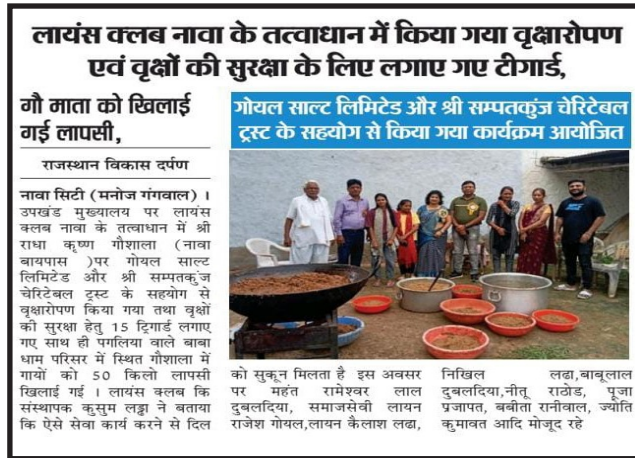 लायंस क्लब नावा के तत्वाधान में किया गया वृक्षारोपण
एवं वृक्षों की सुरक्षा के लिए लगाए गए टीगार्ड,
गौ माता को खिलाई
गई लापसी,
गोयल साल्ट लिमिटेड और श्री सम्पतकुंज चेरिटेबल
ट्रस्ट के सहयोग से किया गया कार्यक्रम आयोजित
राजस्थान विकास दर्पण
नावा सिटी (मनोज गंगवाल) ।
उपखंड मुख्यालय पर लायंस
क्लब नावा के तत्वाधान में श्री
राधा कृष्ण गौशाला (नावा
बायपास )पर गोयल साल्ट
लिमिटेड और श्री सम्पतकुंज
चेरिटेबल ट्रस्ट के सहयोग से
वृक्षारोपण किया गया तथा वृक्षों
की सुरक्षा हेतु 15 ट्रिगार्ड लगाए
गए साथ ही पगलिया वाले बाबा
धाम परिसर में स्थित गौशाला में
गायों को 50 किलो लापसी
खिलाई गई । लायंस क्लब कि
संस्थापक कुसुम लढ्ढा ने बताया
कि ऐसे सेवा कार्य करने से दिल
को सुकून मिलता है इस अवसर
पर महंत रामेश्वर लाल
दुबलदिया, समाजसेवी लायन
राजेश गोयल,लायन कैलाश लढा,
निखिल लढा,बाबूलाल
दुबलदिया,नीतू राठोड, पूजा
प्रजापत, बबीता रानीवाल, ज्योति
कुमावत आदि मोजूद रहे